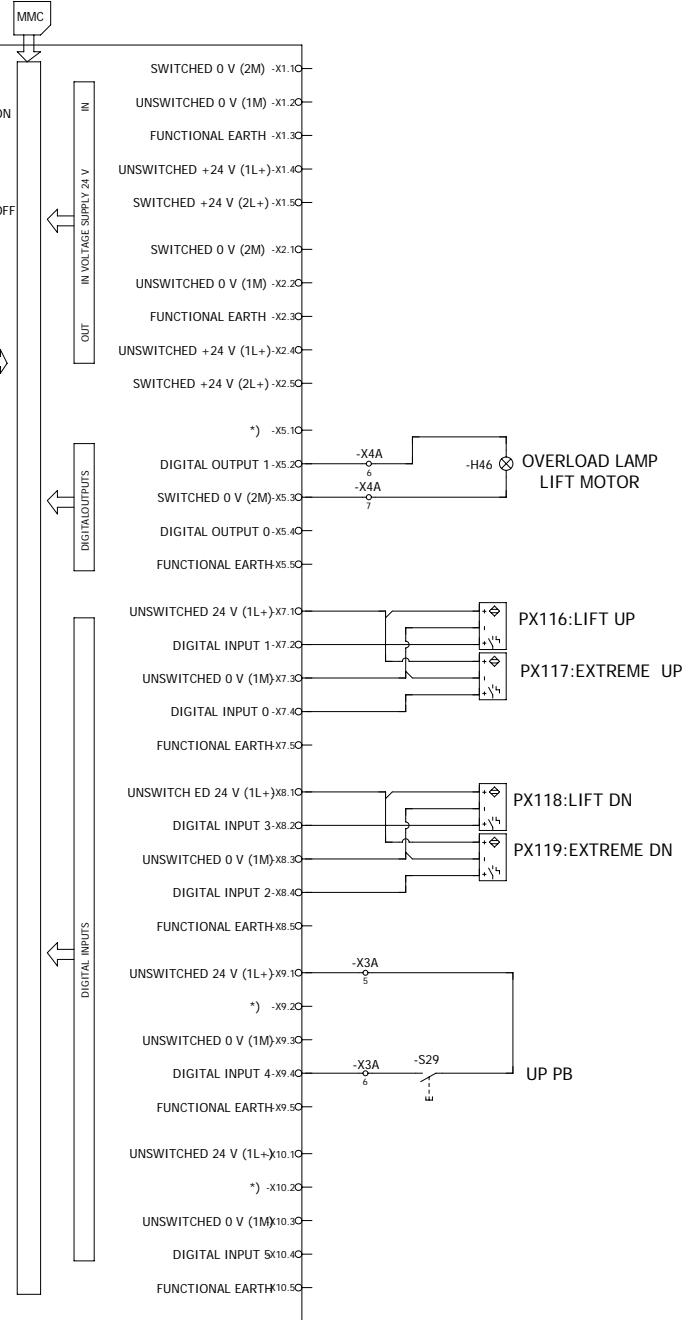 MMC
ON
OFF
IN
IN VOLTAGE SUPPLY 24 V
OUT
SWITCHED 0 V (2M) -X1.1
UNSWITCHED 0 V (1M) -X1.2
FUNCTIONAL EARTH -X1.3
UNSWITCHED +24 V (1L+)-X1.4
SWITCHED +24 V (2L+)-X1.5
SWITCHED 0 V (2M) -X2.1
UNSWITCHED 0 V (1M) -X2.2
FUNCTIONAL EARTH -X2.3
UNSWITCHED +24 V (1L+)-X2.4
SWITCHED +24 V (2L+) -X2.5
DIGITALOUTPUTS
*) -X5.1
DIGITAL OUTPUT 1-X5.2
-X4A
6
-H46
OVERLOAD LAMP
LIFT MOTOR
SWITCHED 0 V (2M)-X5.3
-X4A
7
DIGITAL OUTPUT 0-X5.4
FUNCTIONAL EARTH-X5.5
DIGITAL INPUTS
UNSWITCHED 24 V (1L+)-X7.1
PX116:LIFT UP
DIGITAL INPUT 1-X7.2
UNSWITCHED 0 V (1M)-X7.3
PX117:EXTREME UP
DIGITAL INPUT 0-X7.4
FUNCTIONAL EARTH-X7.5
UNSWITCH ED 24 V (1L+)-X8.1
PX118:LIFT DN
DIGITAL INPUT 3-X8.2
UNSWITCHED 0 V (1M)-X8.3
PX119:EXTREME DN
DIGITAL INPUT 2-X8.4
FUNCTIONAL EARTH-X8.5
UNSWITCHED 24 V (1L+)-X9.1
-X3A
5
*) -X9.2
UNSWITCHED 0 V (1M)-X9.3
DIGITAL INPUT 4-X9.4
-X3A
6
-S29
UP PB
FUNCTIONAL EARTH-X9.5
UNSWITCHED 24 V (1L+)-X10.1
*) -X10.2
UNSWITCHED 0 V (1M)-X10.3
DIGITAL INPUT 5-X10.4
FUNCTIONAL EARTH-X10.5